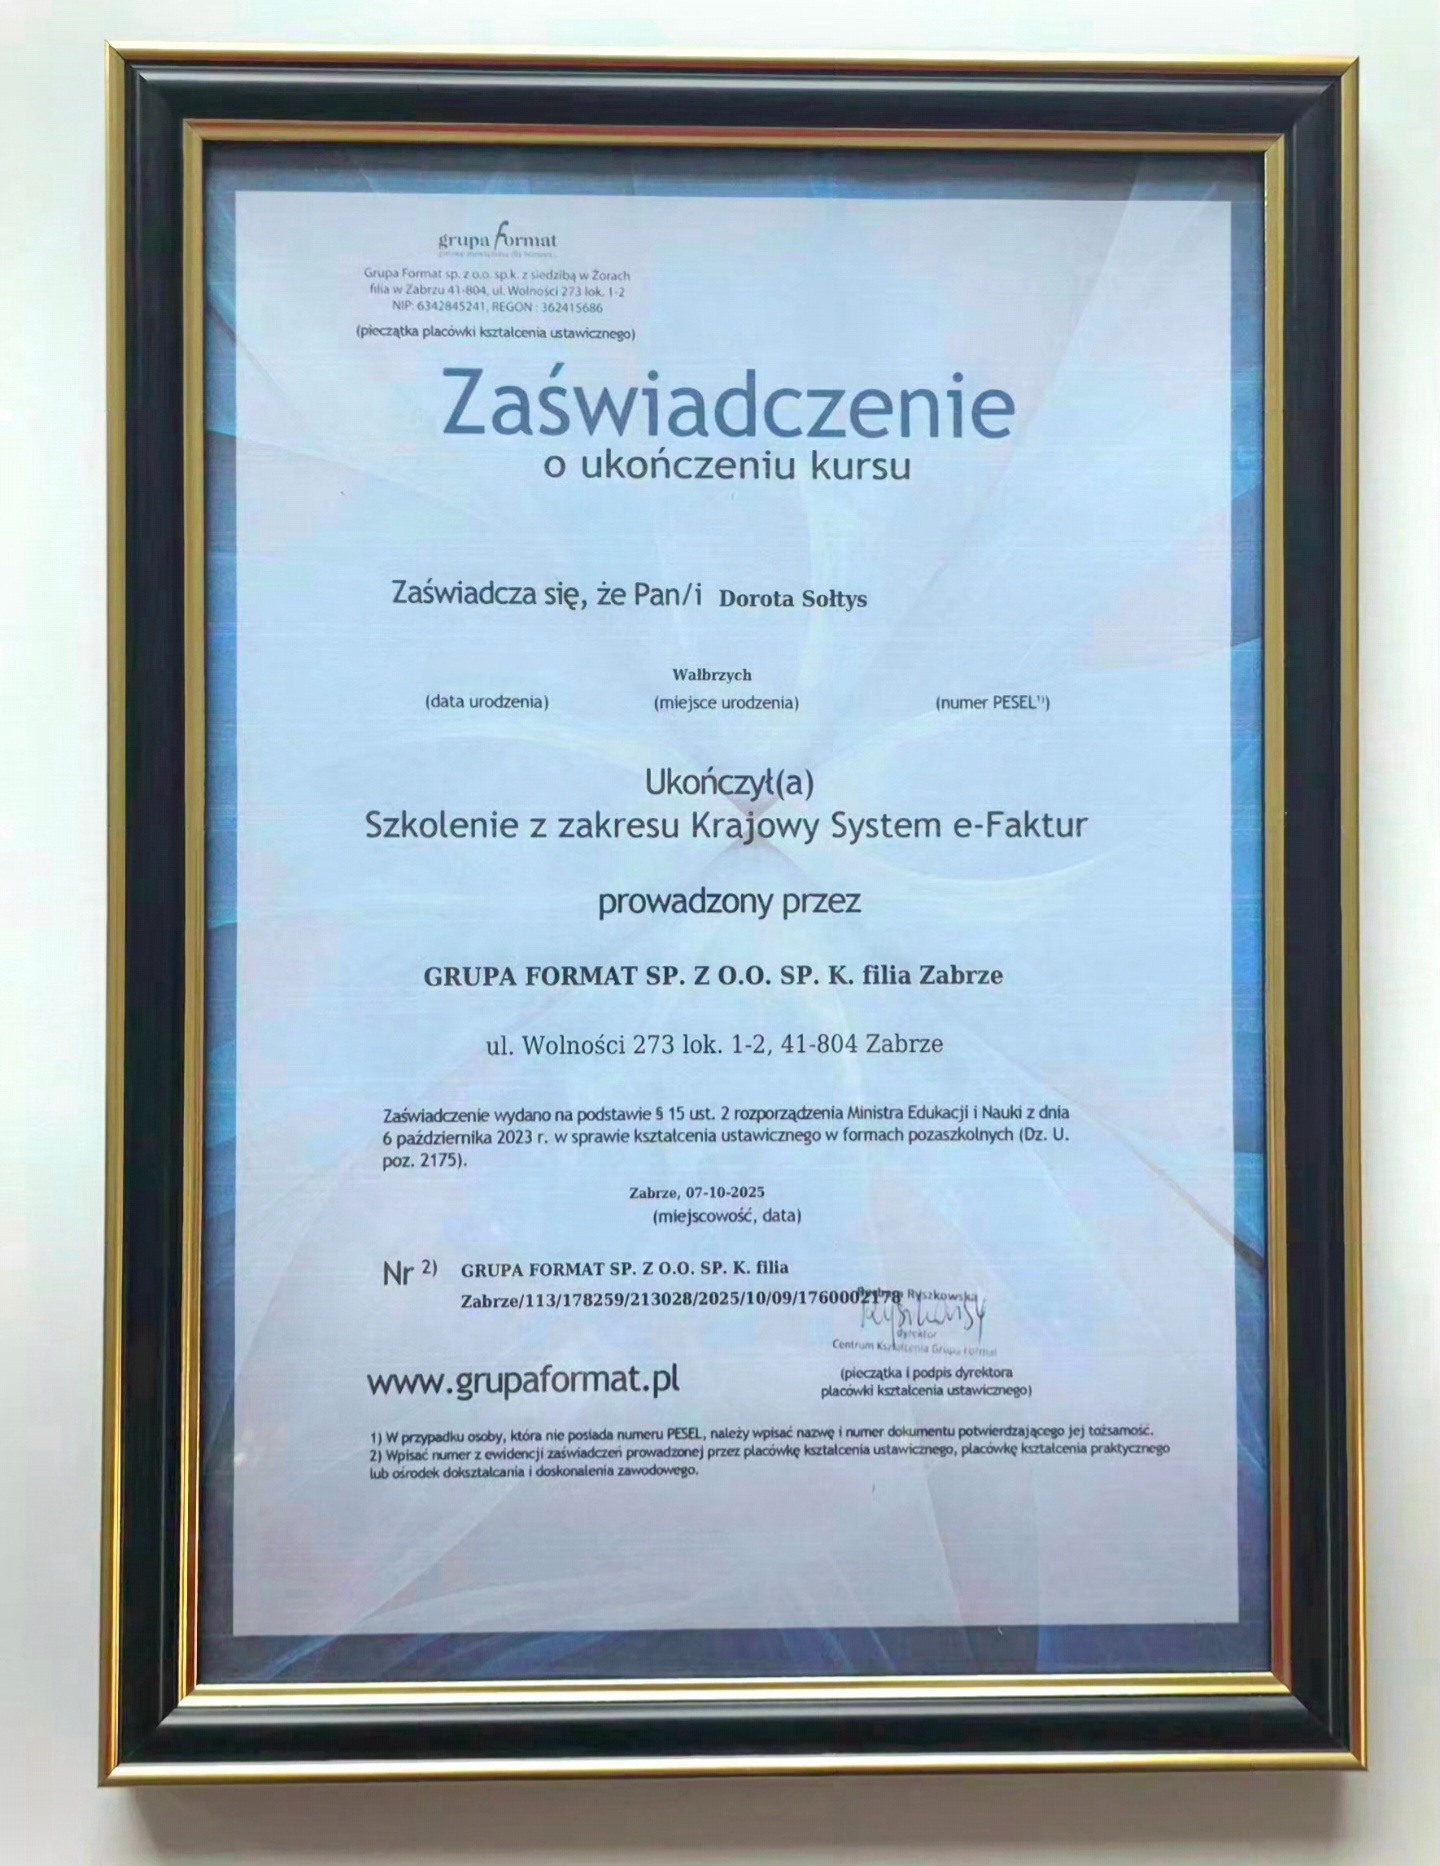 grupa format
Grupa Format sp. z o.o. sp.k. z siedzibą w Żorach
filia w Zabrzu 41-804, ul. Wolności 273 lok. 1-2
NIP: 6342845241, REGON : 362415686
(pieczątka placówki kształcenia ustawicznego)
Zaświadczenie
o ukończeniu kursu
Zaświadcza się, że Pan/i Dorota Sołtys
Wałbrzych
(data urodzenia) (miejsce urodzenia) (numer PESEL¹⁾)
Ukończył(a)
Szkolenie z zakresu Krajowy System e-Faktur
prowadzony przez
GRUPA FORMAT SP. Z O.O. SP. K. filia Zabrze
ul. Wolności 273 lok. 1-2, 41-804 Zabrze
Zaświadczenie wydano na podstawie § 15 ust. 2 rozporządzenia Ministra Edukacji i Nauki z dnia
6 października 2023 r. w sprawie kształcenia ustawicznego w formach pozaszkolnych (Dz. U.
poz. 2175).
Zabrze, 07-10-2025
(miejscowość, data)
Nr ²⁾ GRUPA FORMAT SP. Z O.O. SP. K. filia
Zabrze/113/178259/213028/2025/10/09/1760002178
Ryszkowska
dyrektor
Centrum Kształcenia Grupa Format
www.grupaformat.pl
(pieczątka i podpis dyrektora
placówki kształcenia ustawicznego)
1) W przypadku osoby, która nie posiada numeru PESEL, należy wpisać nazwę i numer dokumentu potwierdzającego jej tożsamość.
2) Wpisać numer z ewidencji zaświadczeń prowadzonej przez placówkę kształcenia ustawicznego, placówkę kształcenia praktycznego
lub ośrodek dokształcania i doskonalenia zawodowego.